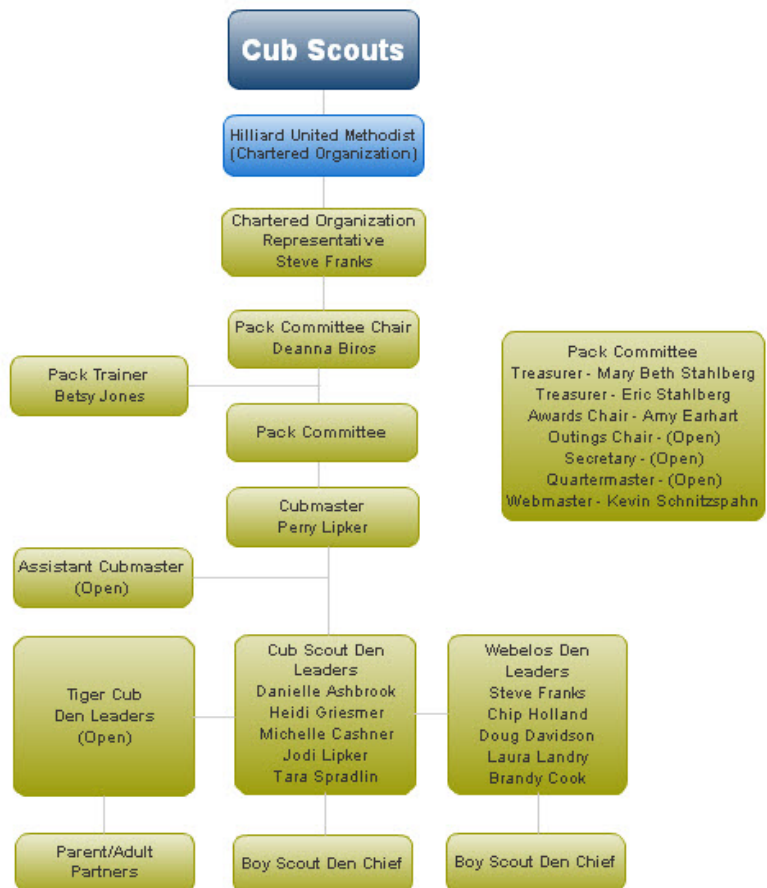 Cub Scouts
Hilliard United Methodist
(Chartered Organization)
Chartered Organization
Representative
Steve Franks
Pack Committee Chair
Deanna Biros
Pack Trainer
Betsy Jones
Pack Committee
Treasurer - Mary Beth Stahlberg
Treasurer - Eric Stahlberg
Awards Chair - Amy Earhart
Outings Chair - (Open)
Secretary - (Open)
Quartermaster - (Open)
Webmaster - Kevin Schnitzspahn
Pack Committee
Cubmaster
Perry Lipker
Assistant Cubmaster
(Open)
Tiger Cub
Den Leaders
(Open)
Cub Scout Den
Leaders
Danielle Ashbrook
Heidi Griesmer
Michelle Cashner
Jodi Lipker
Tara Spradlin
Webelos Den
Leaders
Steve Franks
Chip Holland
Doug Davidson
Laura Landry
Brandy Cook
Parent/Adult
Partners
Boy Scout Den Chief
Boy Scout Den Chief